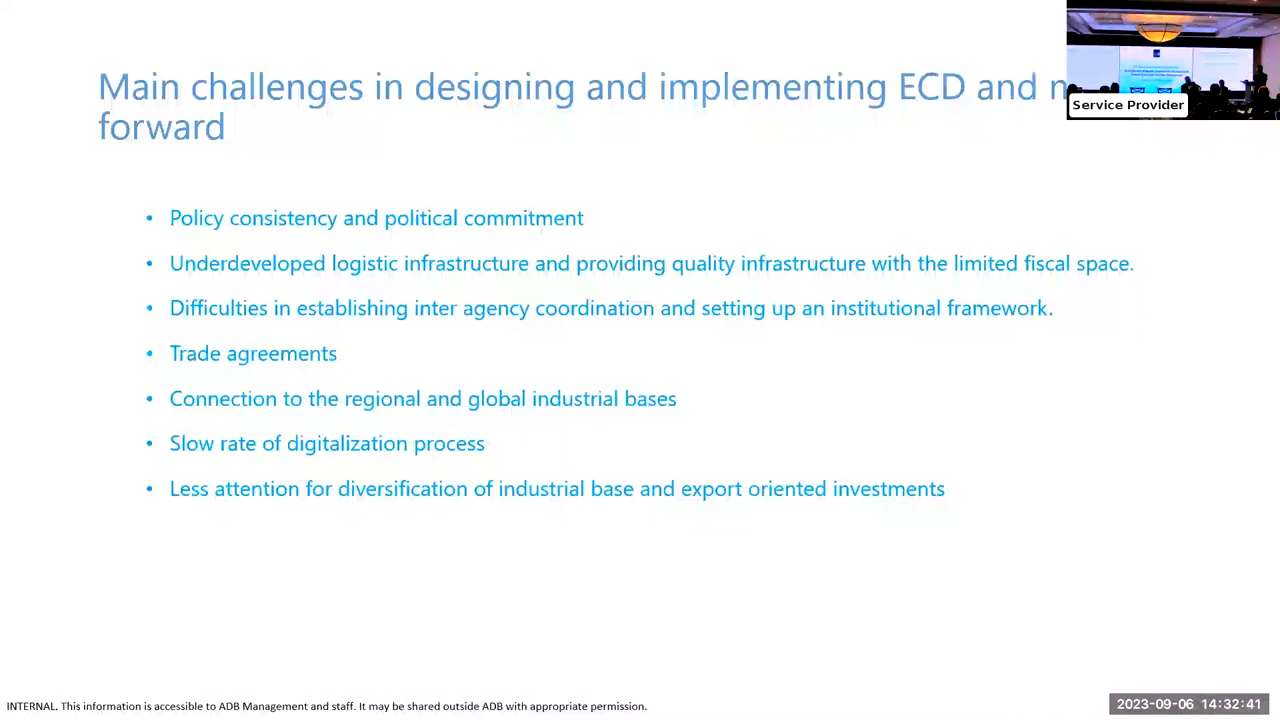 Main challenges in designing and implementing ECD and
forward
Service Provider
• Policy consistency and political commitment
• Underdeveloped logistic infrastructure and providing quality infrastructure with the limited fiscal space.
• Difficulties in establishing inter agency coordination and setting up an institutional framework.
• Trade agreements
• Connection to the regional and global industrial bases
• Slow rate of digitalization process
• Less attention for diversification of industrial base and export oriented investments
INTERNAL. This information is accessible to ADB Management and staff. It may be shared outside ADB with appropriate permission.
2023-09-06 14:32:41